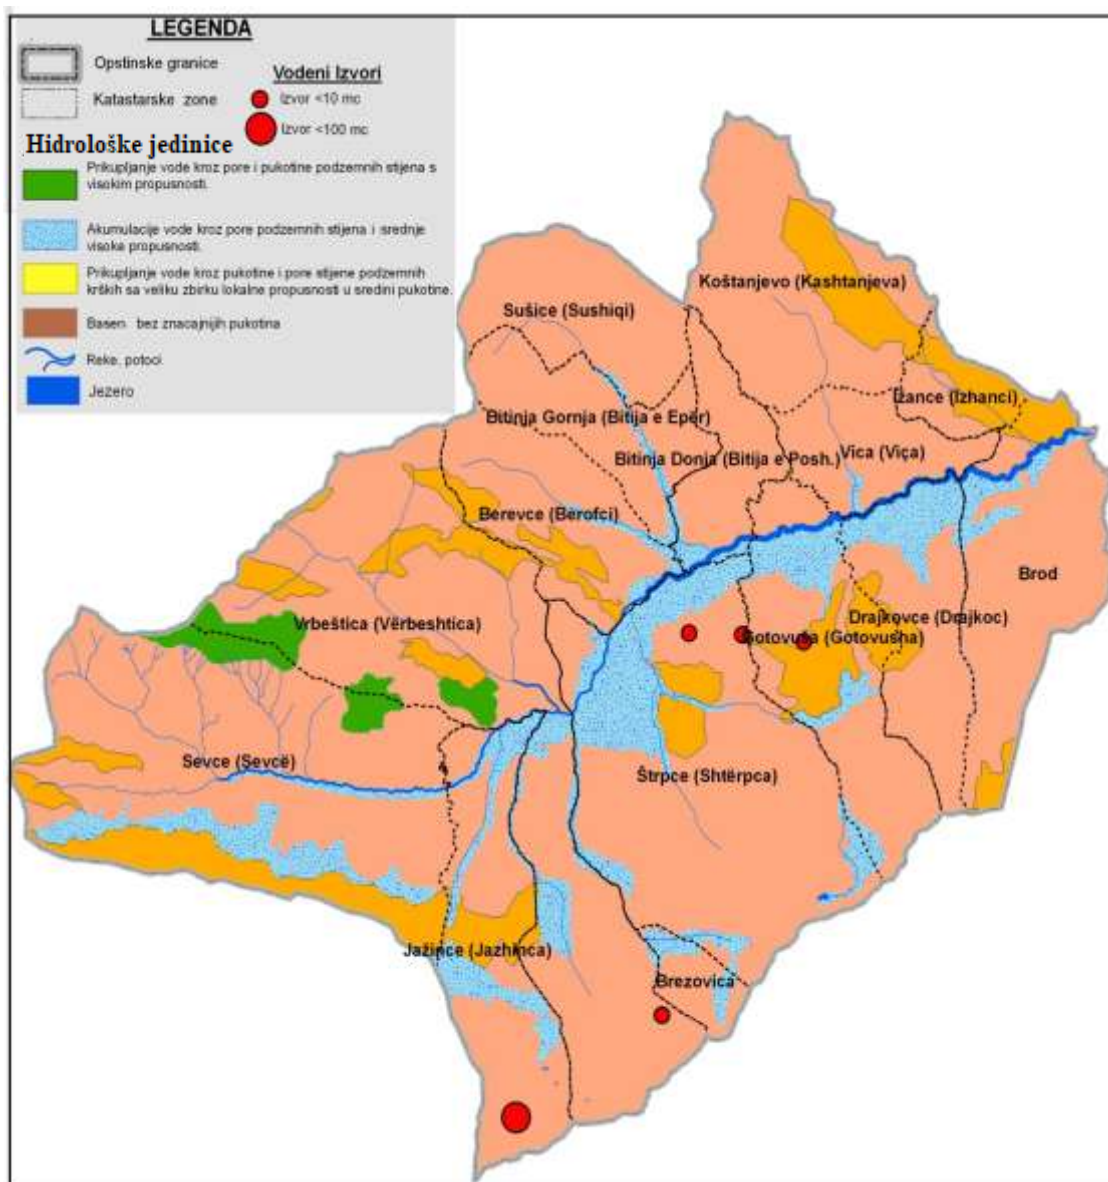 LEGENDA
Opstinske granice
Katastarske zone
Vodeni Izvori
Izvor <10 mc
Izvor <100 mc
Hidrološke jedinice
Prikupljanje vode kroz pore i pukotine podzemnih stijena s
visokim propusnosti.
Akumulacije vode kroz pore podzemnih stijena i srednje
visoke propusnosti.
Prikupljanje vode kroz pukotine i pore stijene podzemnih
krških sa veliku zbirku lokalne propusnosti u sredini pukotine.
Basen bez znacajnijih pukotina
Reke, potoci
Jezero
Koštanjevo (Kashtanjeva)
Sušice (Sushiqi)
Ižance (Izhanci)
Bitinja Gornja (Bitija e Epër)
Bitinja Donja (Bitija e Posh.)
Vica (Viça)
Berevce (Berofci)
Brod
Drajkovce (Drajkoc)
Vrbeštica (Vërbeshtica)
Gotovuša (Gotovusha)
Sevce (Sevcë)
Štrpce (Shtërpca)
Jažince (Jazhinca)
Brezovica